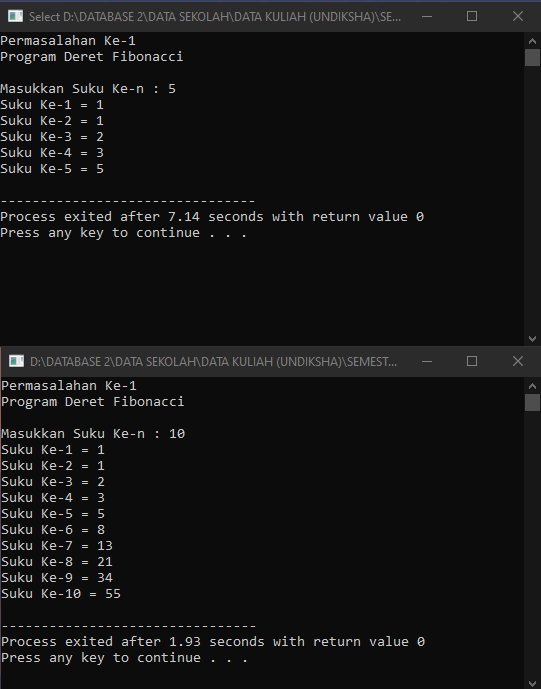 Select D:\DATABASE 2\DATA SEKOLAH\DATA KULIAH (UNDIKSHA)\SE...
Permasalahan Ke-1
Program Deret Fibonacci
Masukkan Suku Ke-n : 5
Suku Ke-1 = 1
Suku Ke-2 = 1
Suku Ke-3 = 2
Suku Ke-4 = 3
Suku Ke-5 = 5
--------------------------------
Process exited after 7.14 seconds with return value 0
Press any key to continue . . .
D:\DATABASE 2\DATA SEKOLAH\DATA KULIAH (UNDIKSHA)\SEMEST...
Permasalahan Ke-1
Program Deret Fibonacci
Masukkan Suku Ke-n : 10
Suku Ke-1 = 1
Suku Ke-2 = 1
Suku Ke-3 = 2
Suku Ke-4 = 3
Suku Ke-5 = 5
Suku Ke-6 = 8
Suku Ke-7 = 13
Suku Ke-8 = 21
Suku Ke-9 = 34
Suku Ke-10 = 55
--------------------------------
Process exited after 1.93 seconds with return value 0
Press any key to continue . . .